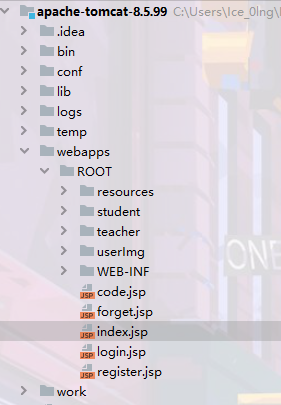 apache-tomcat-8.5.99 C:\Users\Ice_0lng\
.idea
bin
conf
lib
logs
temp
webapps
ROOT
resources
student
teacher
userImg
WEB-INF
ONE
JSP code.jsp
JSP forget.jsp
JSP index.jsp
JSP login.jsp
JSP register.jsp
work